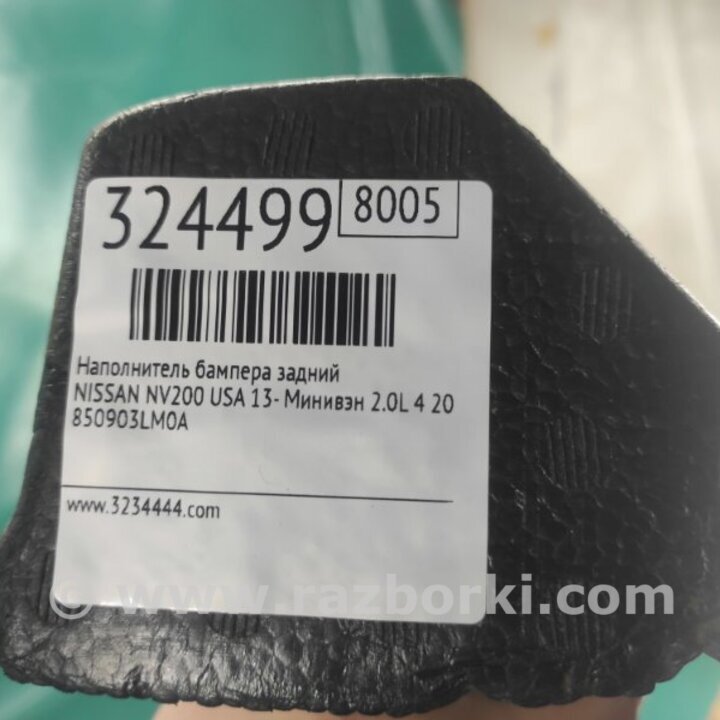 324499 8005
Наполнитель бампера задний
NISSAN NV200 USA 13- Минивэн 2.0L 4 20
850903LM0A
www.3234444.com
© www.razborki.com